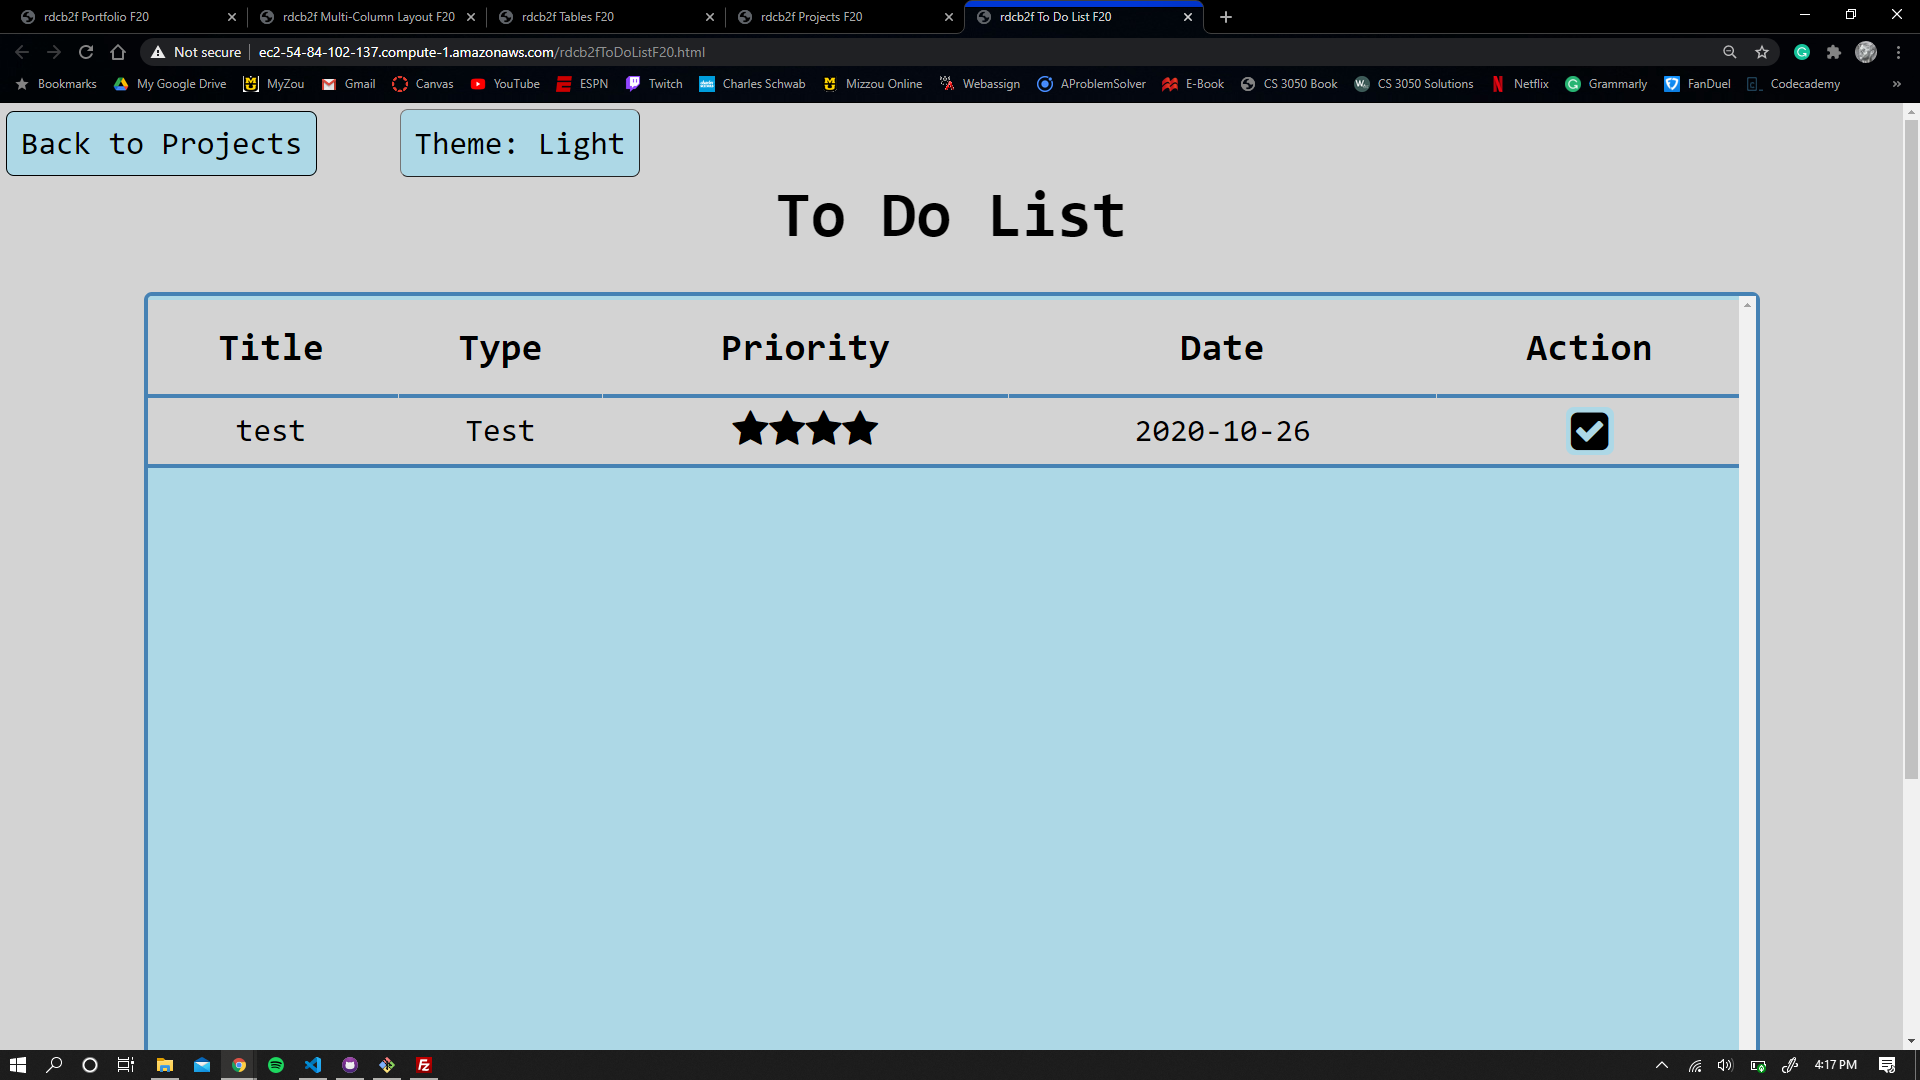 rdcb2f Portfolio F20
rdcb2f Multi-Column Layout F20
rdcb2f Tables F20
rdcb2f Projects F20
rdcb2f To Do List F20
Not secure
ec2-54-84-102-137.compute-1.amazonaws.com/rdcb2fToDoListF20.html
Bookmarks
My Google Drive
MyZou
Gmail
Canvas
YouTube
ESPN
Twitch
Charles Schwab
Mizzou Online
Webassign
AProblemSolver
E-Book
CS 3050 Book
CS 3050 Solutions
Netflix
Grammarly
FanDuel
Codecademy
»
Back to Projects
Theme: Light
To Do List
Title Type Priority Date Action
test Test ★★★★ 2020-10-26
4:17 PM